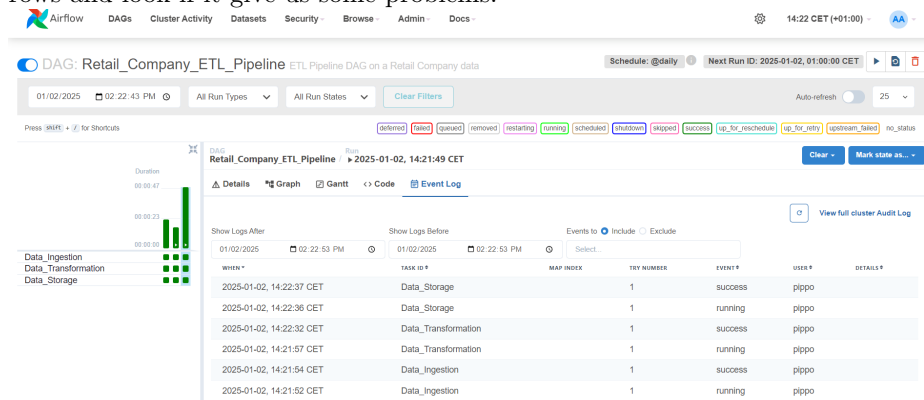 rows and look if it give us some problems.
Airflow DAGs Cluster Activity Datasets Security Browse Admin Docs 14:22 CET (+01:00) AA
DAG: Retail_Company_ETL_Pipeline ETL Pipeline DAG on a Retail Company data Schedule: @daily Next Run ID: 2025-01-02, 01:00:00 CET
01/02/2025 02:22:43 PM All Run Types All Run States Clear Filters Auto-refresh 25
Press shift + / for Shortcuts deferred failed queued removed restarting running scheduled shutdown skipped success up_for_reschedule up_for_retry upstream_failed no_status
DAG Run
Retail_Company_ETL_Pipeline / 2025-01-02, 14:21:49 CET Clear Mark state as...
Duration
00:00:47
00:00:23
00:00:00
Data_Ingestion
Data_Transformation
Data_Storage
Details Graph Gantt Code Event Log
View full cluster Audit Log
Show Logs After Show Logs Before Events to Include Exclude
01/02/2025 02:22:53 PM 01/02/2025 02:22:53 PM Select...
WHEN TASK ID MAP INDEX TRY NUMBER EVENT USER DETAILS
2025-01-02, 14:22:37 CET Data_Storage 1 success pippo
2025-01-02, 14:22:36 CET Data_Storage 1 running pippo
2025-01-02, 14:22:32 CET Data_Transformation 1 success pippo
2025-01-02, 14:21:57 CET Data_Transformation 1 running pippo
2025-01-02, 14:21:54 CET Data_Ingestion 1 success pippo
2025-01-02, 14:21:52 CET Data_Ingestion 1 running pippo